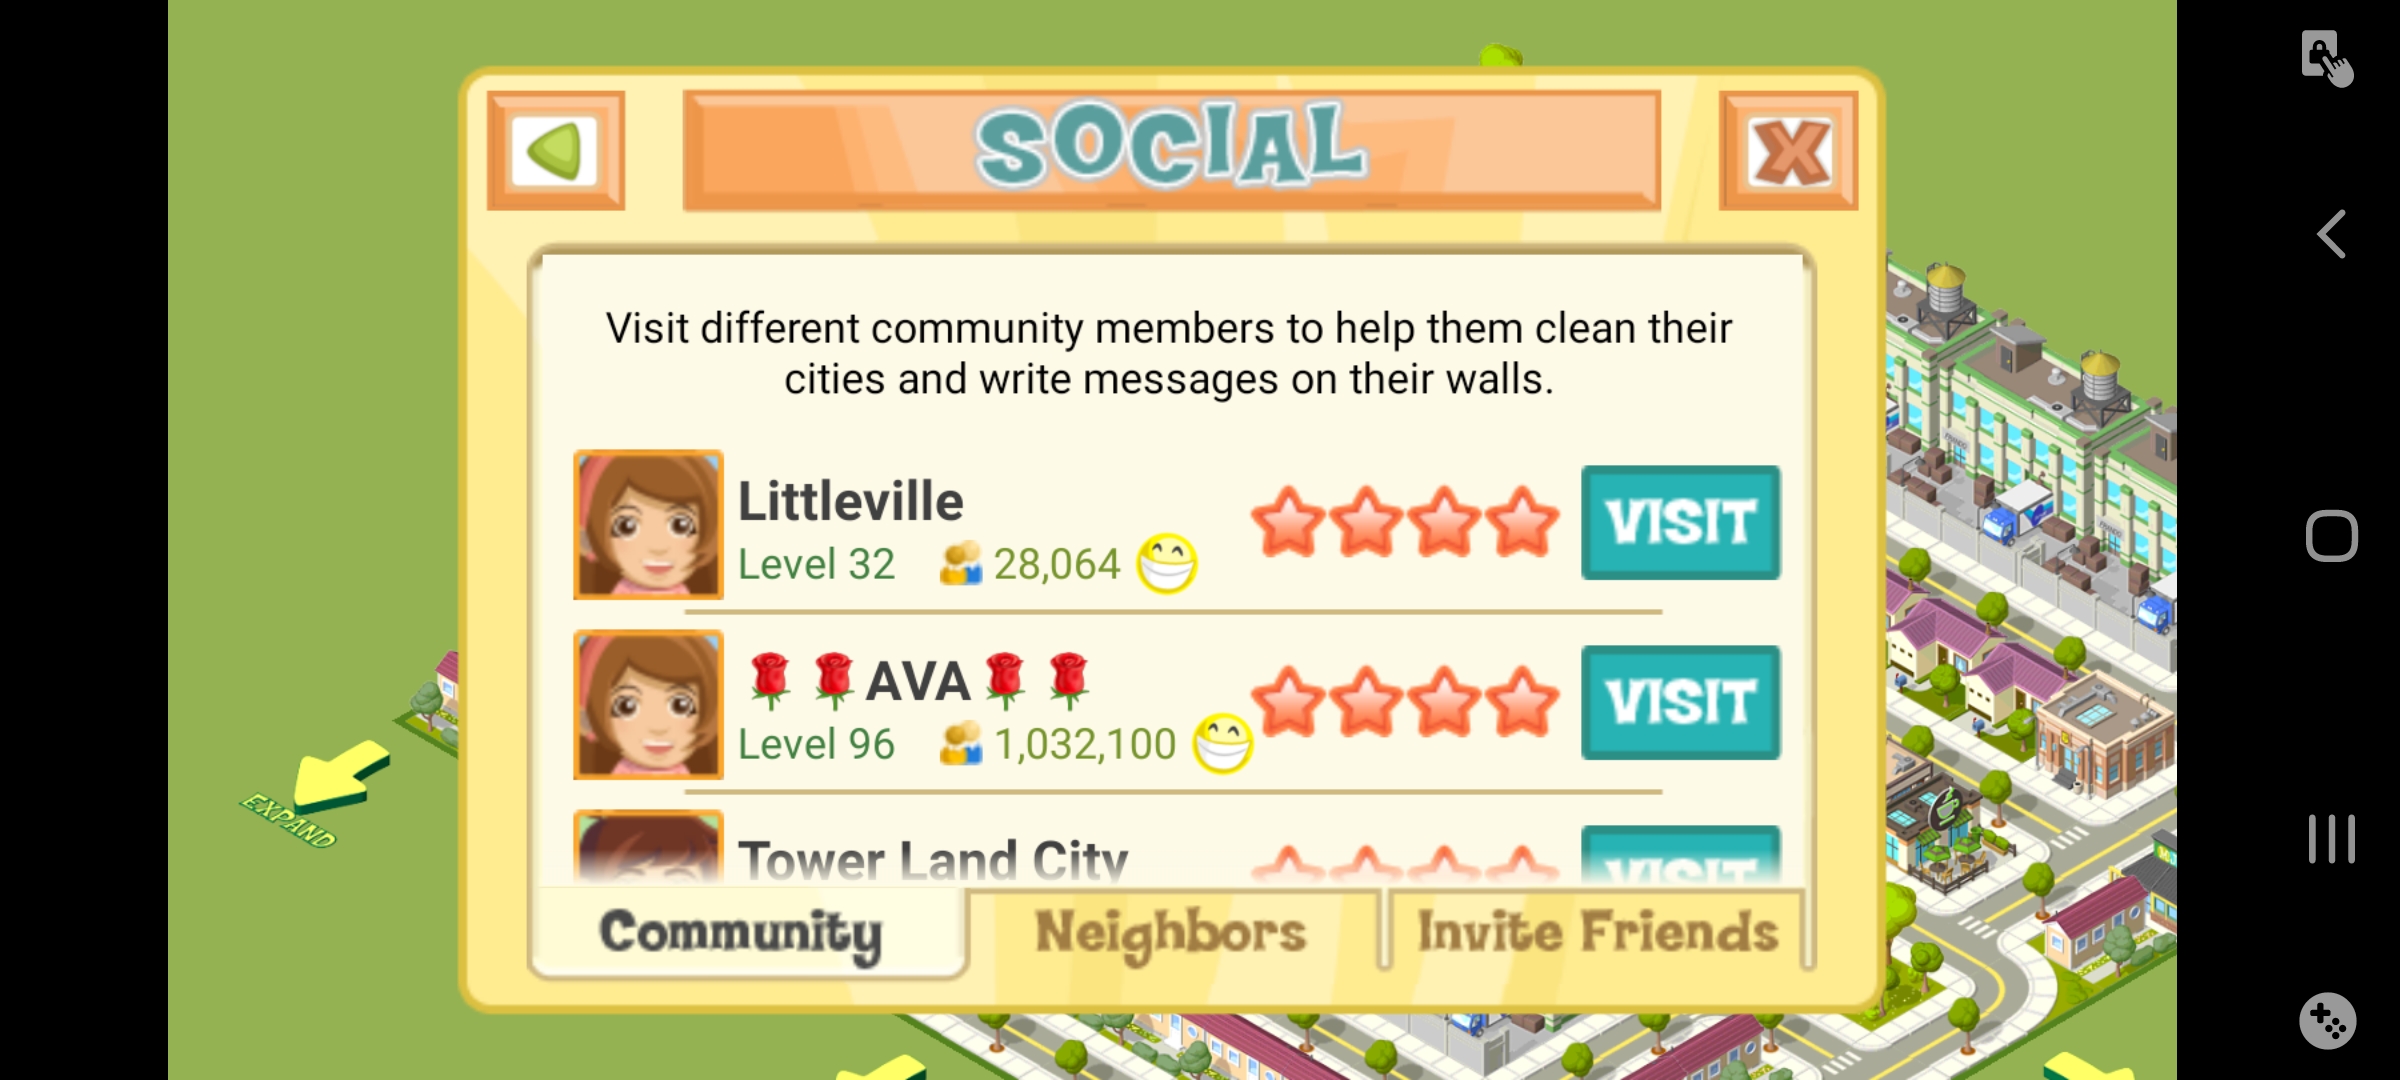 SOCIAL
Visit different community members to help them clean their
cities and write messages on their walls.
Littleville
VISIT
Level 32 28,064
🌹🌹AVA🌹🌹
VISIT
Level 96 1,032,100
Tower Land City
VISIT
Community Neighbors Invite Friends
EXPAND